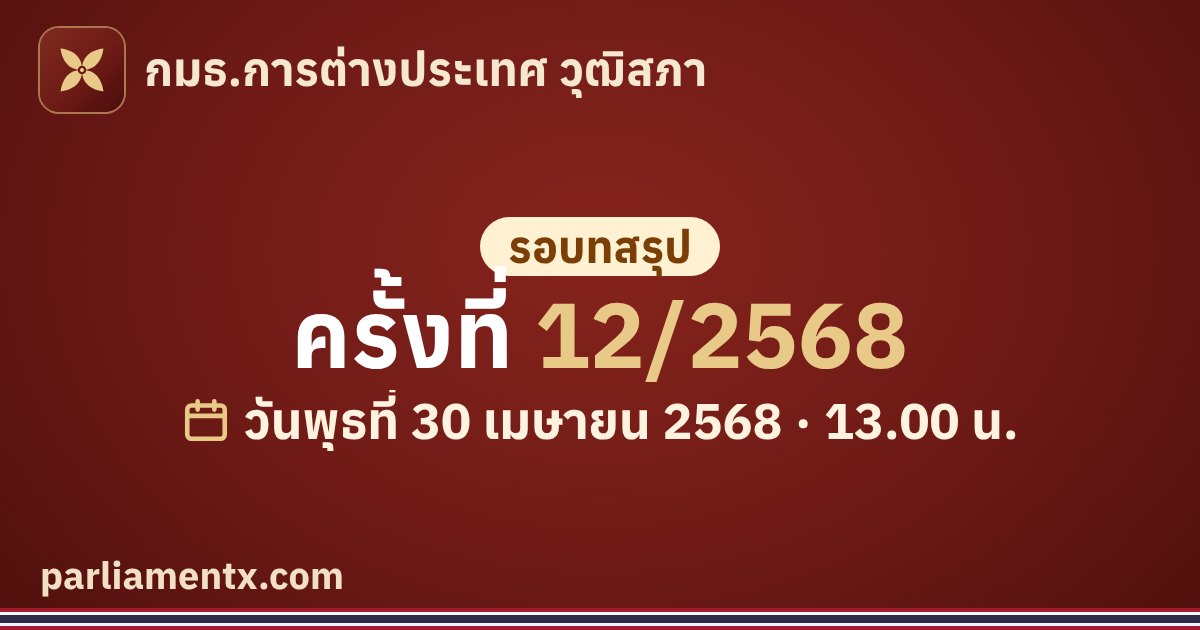 กมธ.การต่างประเทศ วุฒิสภา
รอบทสรุป
ครั้งที่ 12/2568
วันพุธที่ 30 เมษายน 2568 · 13.00 น.
parliamentx.com